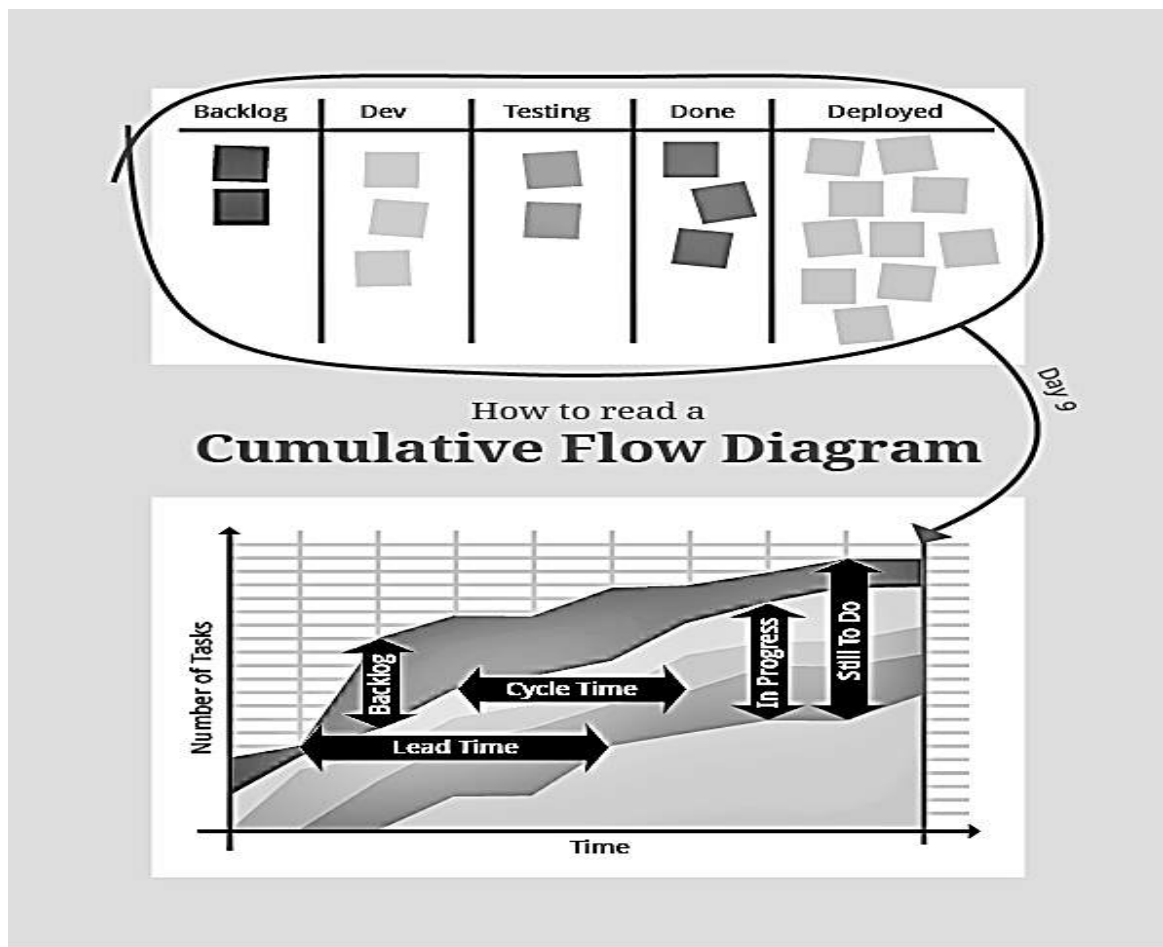 Backlog Dev Testing Done Deployed
Day 9
How to read a
Cumulative Flow Diagram
Number of Tasks
Backlog
Cycle Time
Lead Time
In Progress
Still To Do
Time